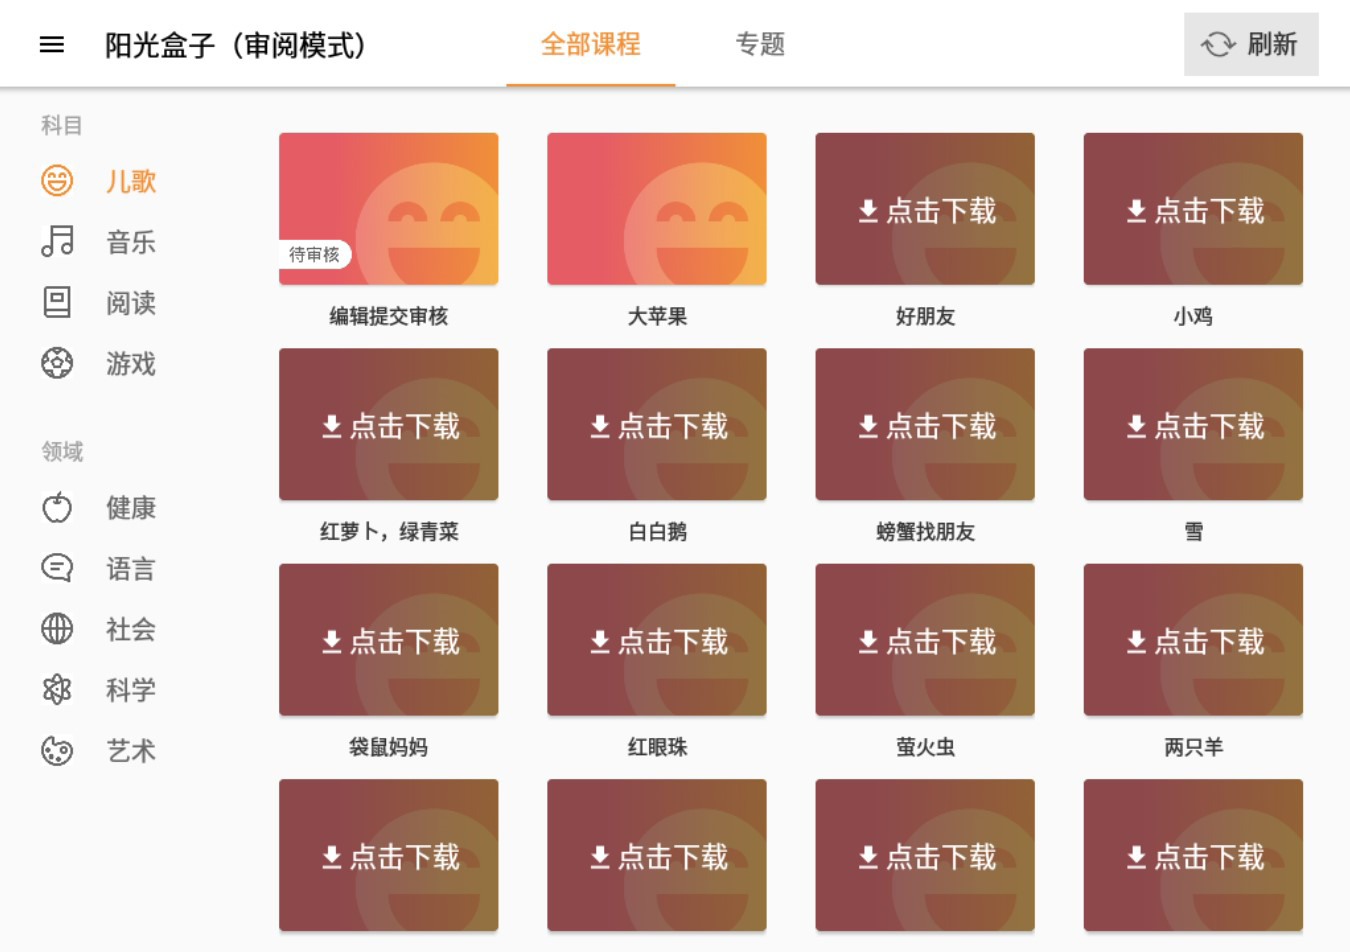 阳光盒子（审阅模式）
全部课程
专题
刷新
科目
儿歌
音乐
阅读
游戏
领域
健康
语言
社会
科学
艺术
待审核
点击下载
点击下载
编辑提交审核
大苹果
好朋友
小鸡
点击下载
点击下载
点击下载
点击下载
红萝卜，绿青菜
白白鹅
螃蟹找朋友
雪
点击下载
点击下载
点击下载
点击下载
袋鼠妈妈
红眼珠
萤火虫
两只羊
点击下载
点击下载
点击下载
点击下载